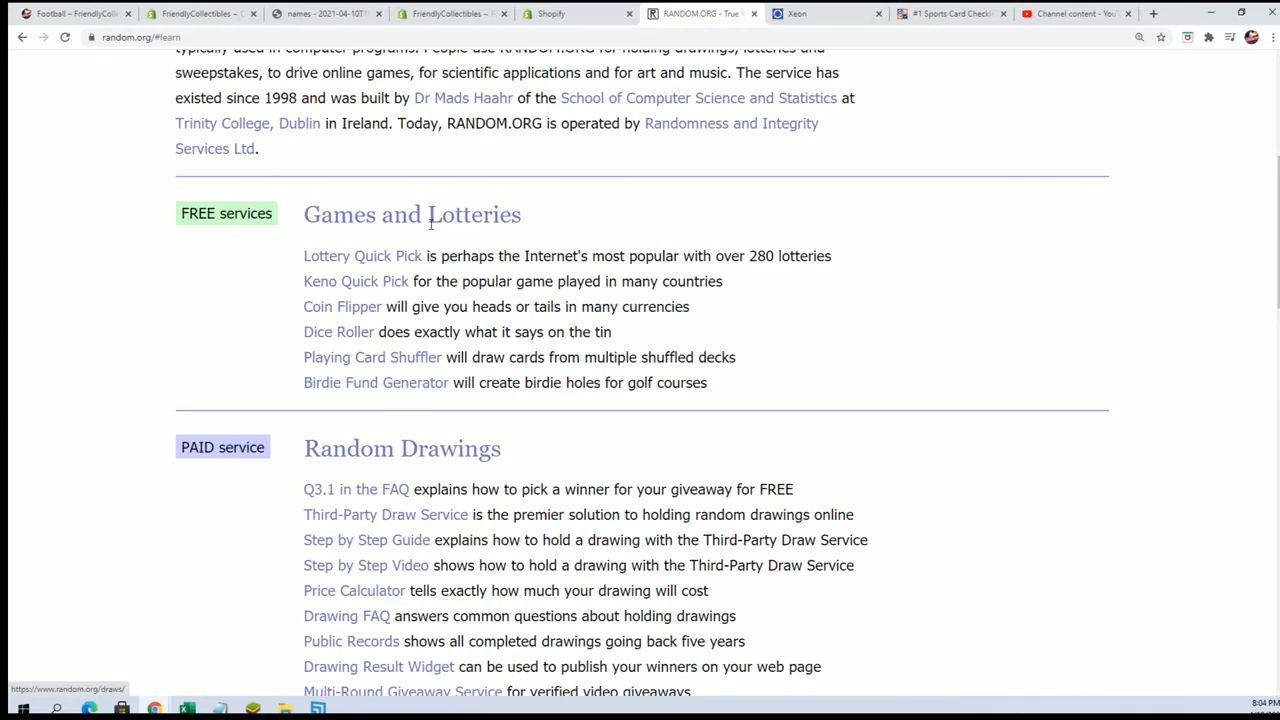 Football – FriendlyColl
FriendlyCollectibles ~ C
names - 2021-04-10T1
FriendlyCollectibles ~
Shopify
RANDOM.ORG - True
Xeon
#1 Sports Card Checkl
Channel content - You
random.org/#learn
typically used in computer programs. People use RANDOM.ORG for holding drawings, lotteries and
sweepstakes, to drive online games, for scientific applications and for art and music. The service has
existed since 1998 and was built by Dr Mads Haahr of the School of Computer Science and Statistics at
Trinity College, Dublin in Ireland. Today, RANDOM.ORG is operated by Randomness and Integrity
Services Ltd.
FREE services
Games and Lotteries
Lottery Quick Pick is perhaps the Internet's most popular with over 280 lotteries
Keno Quick Pick for the popular game played in many countries
Coin Flipper will give you heads or tails in many currencies
Dice Roller does exactly what it says on the tin
Playing Card Shuffler will draw cards from multiple shuffled decks
Birdie Fund Generator will create birdie holes for golf courses
PAID service
Random Drawings
Q3.1 in the FAQ explains how to pick a winner for your giveaway for FREE
Third-Party Draw Service is the premier solution to holding random drawings online
Step by Step Guide explains how to hold a drawing with the Third-Party Draw Service
Step by Step Video shows how to hold a drawing with the Third-Party Draw Service
Price Calculator tells exactly how much your drawing will cost
Drawing FAQ answers common questions about holding drawings
Public Records shows all completed drawings going back five years
Drawing Result Widget can be used to publish your winners on your web page
Multi-Round Giveaway Service for verified video giveaways
https://www.random.org/draws/
8:04 PM